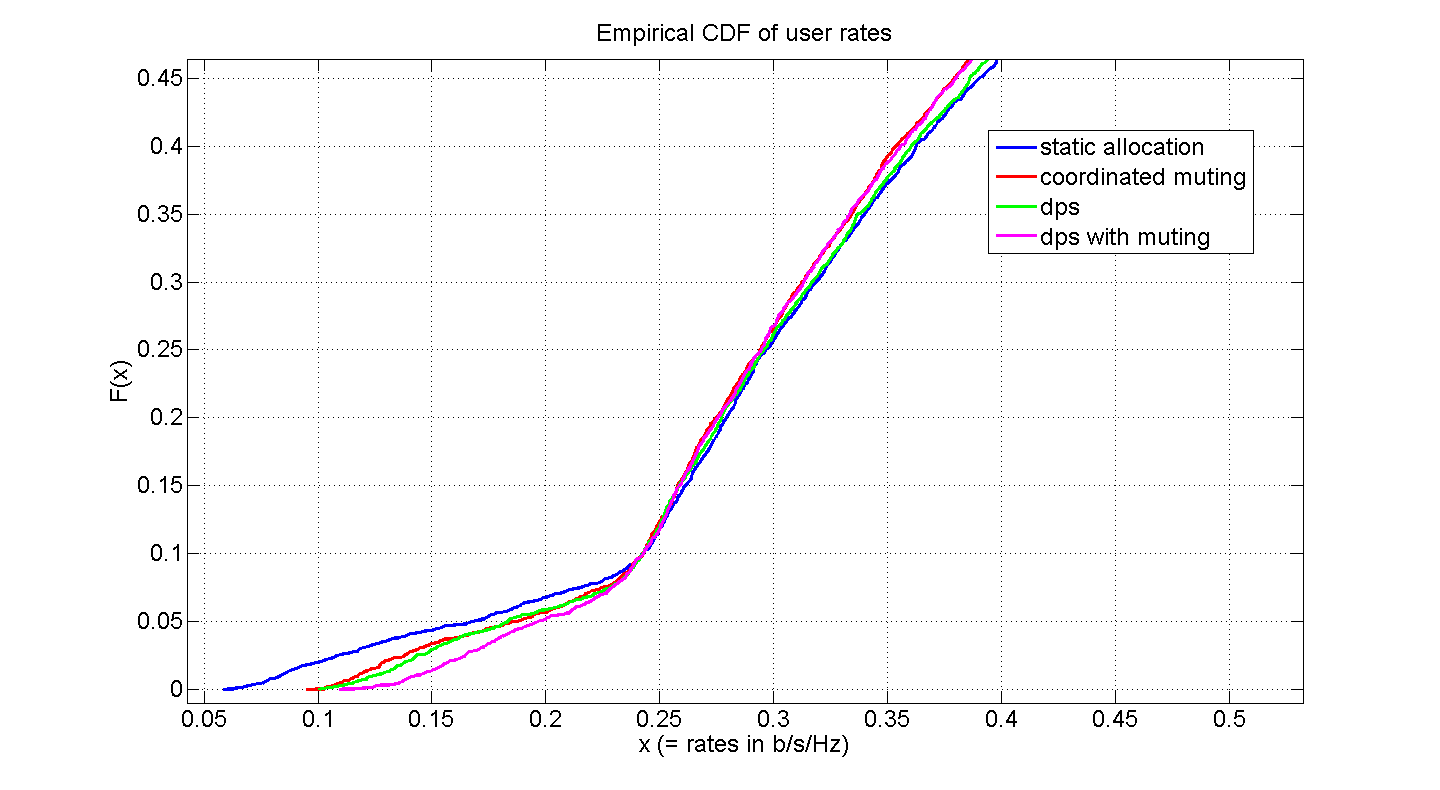 Empirical CDF of user rates
0.45
0.4
0.35
0.3
0.25
0.2
0.15
0.1
0.05
0
F(x)
static allocation
coordinated muting
dps
dps with muting
0.05 0.1 0.15 0.2 0.25 0.3 0.35 0.4 0.45 0.5
x (= rates in b/s/Hz)